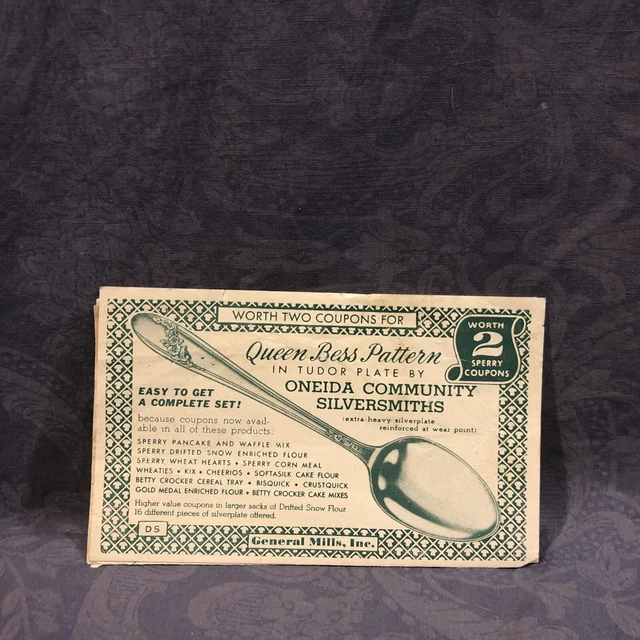 WORTH TWO COUPONS FOR
WORTH
2
SPERRY
COUPONS
Queen Bess Pattern
IN TUDOR PLATE BY
ONEIDA COMMUNITY
SILVERSMITHS
(extra-heavy silverplate
reinforced at wear point)
EASY TO GET
A COMPLETE SET!
because coupons now avail-
able in all of these products:
SPERRY PANCAKE AND WAFFLE MIX
SPERRY DRIFTED SNOW ENRICHED FLOUR
SPERRY WHEAT HEARTS • SPERRY CORN MEAL
WHEATIES • KIX • CHEERIOS • SOFTASILK CAKE FLOUR
BETTY CROCKER CEREAL TRAY • BISQUICK • CRUSTQUICK
GOLD MEDAL ENRICHED FLOUR • BETTY CROCKER CAKE MIXES
Higher value coupons in larger sacks of Drifted Snow Flour
16 different pieces of silverplate offered.
DS
General Mills, Inc.